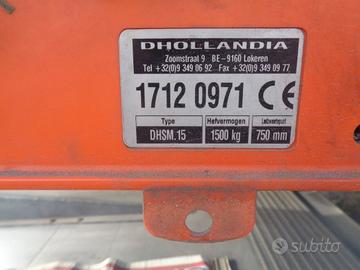 DHOLLANDIA
Zoomstraat 9 BE-9160 Lokeren
Tel +32(0)9 349 06 92 Fax +32(0)9 349 09 77
1712 0971 CE
Type Hefvermogen Lastzwaartepunt
DHSM.15 1500 kg 750 mm
subito